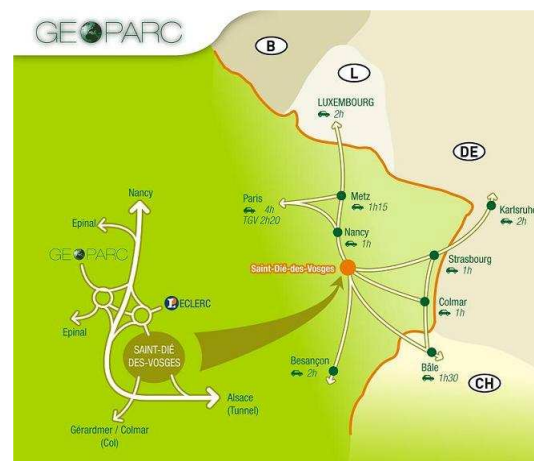 GEOPARC
B
L
LUXEMBOURG
2h
DE
Nancy
Paris
4h
TGV 2h20
Metz
1h15
Karlsruhe
2h
Epinal
Nancy
1h
GEOPARC
Saint-Dié-des-Vosges
Strasbourg
1h
ECLERC
Colmar
1h
Epinal
SAINT-DIÉ
DES-VOSGES
Besançon
2h
Bâle
1h30
CH
Alsace
(Tunnel)
Gérardmer / Colmar
(Col)